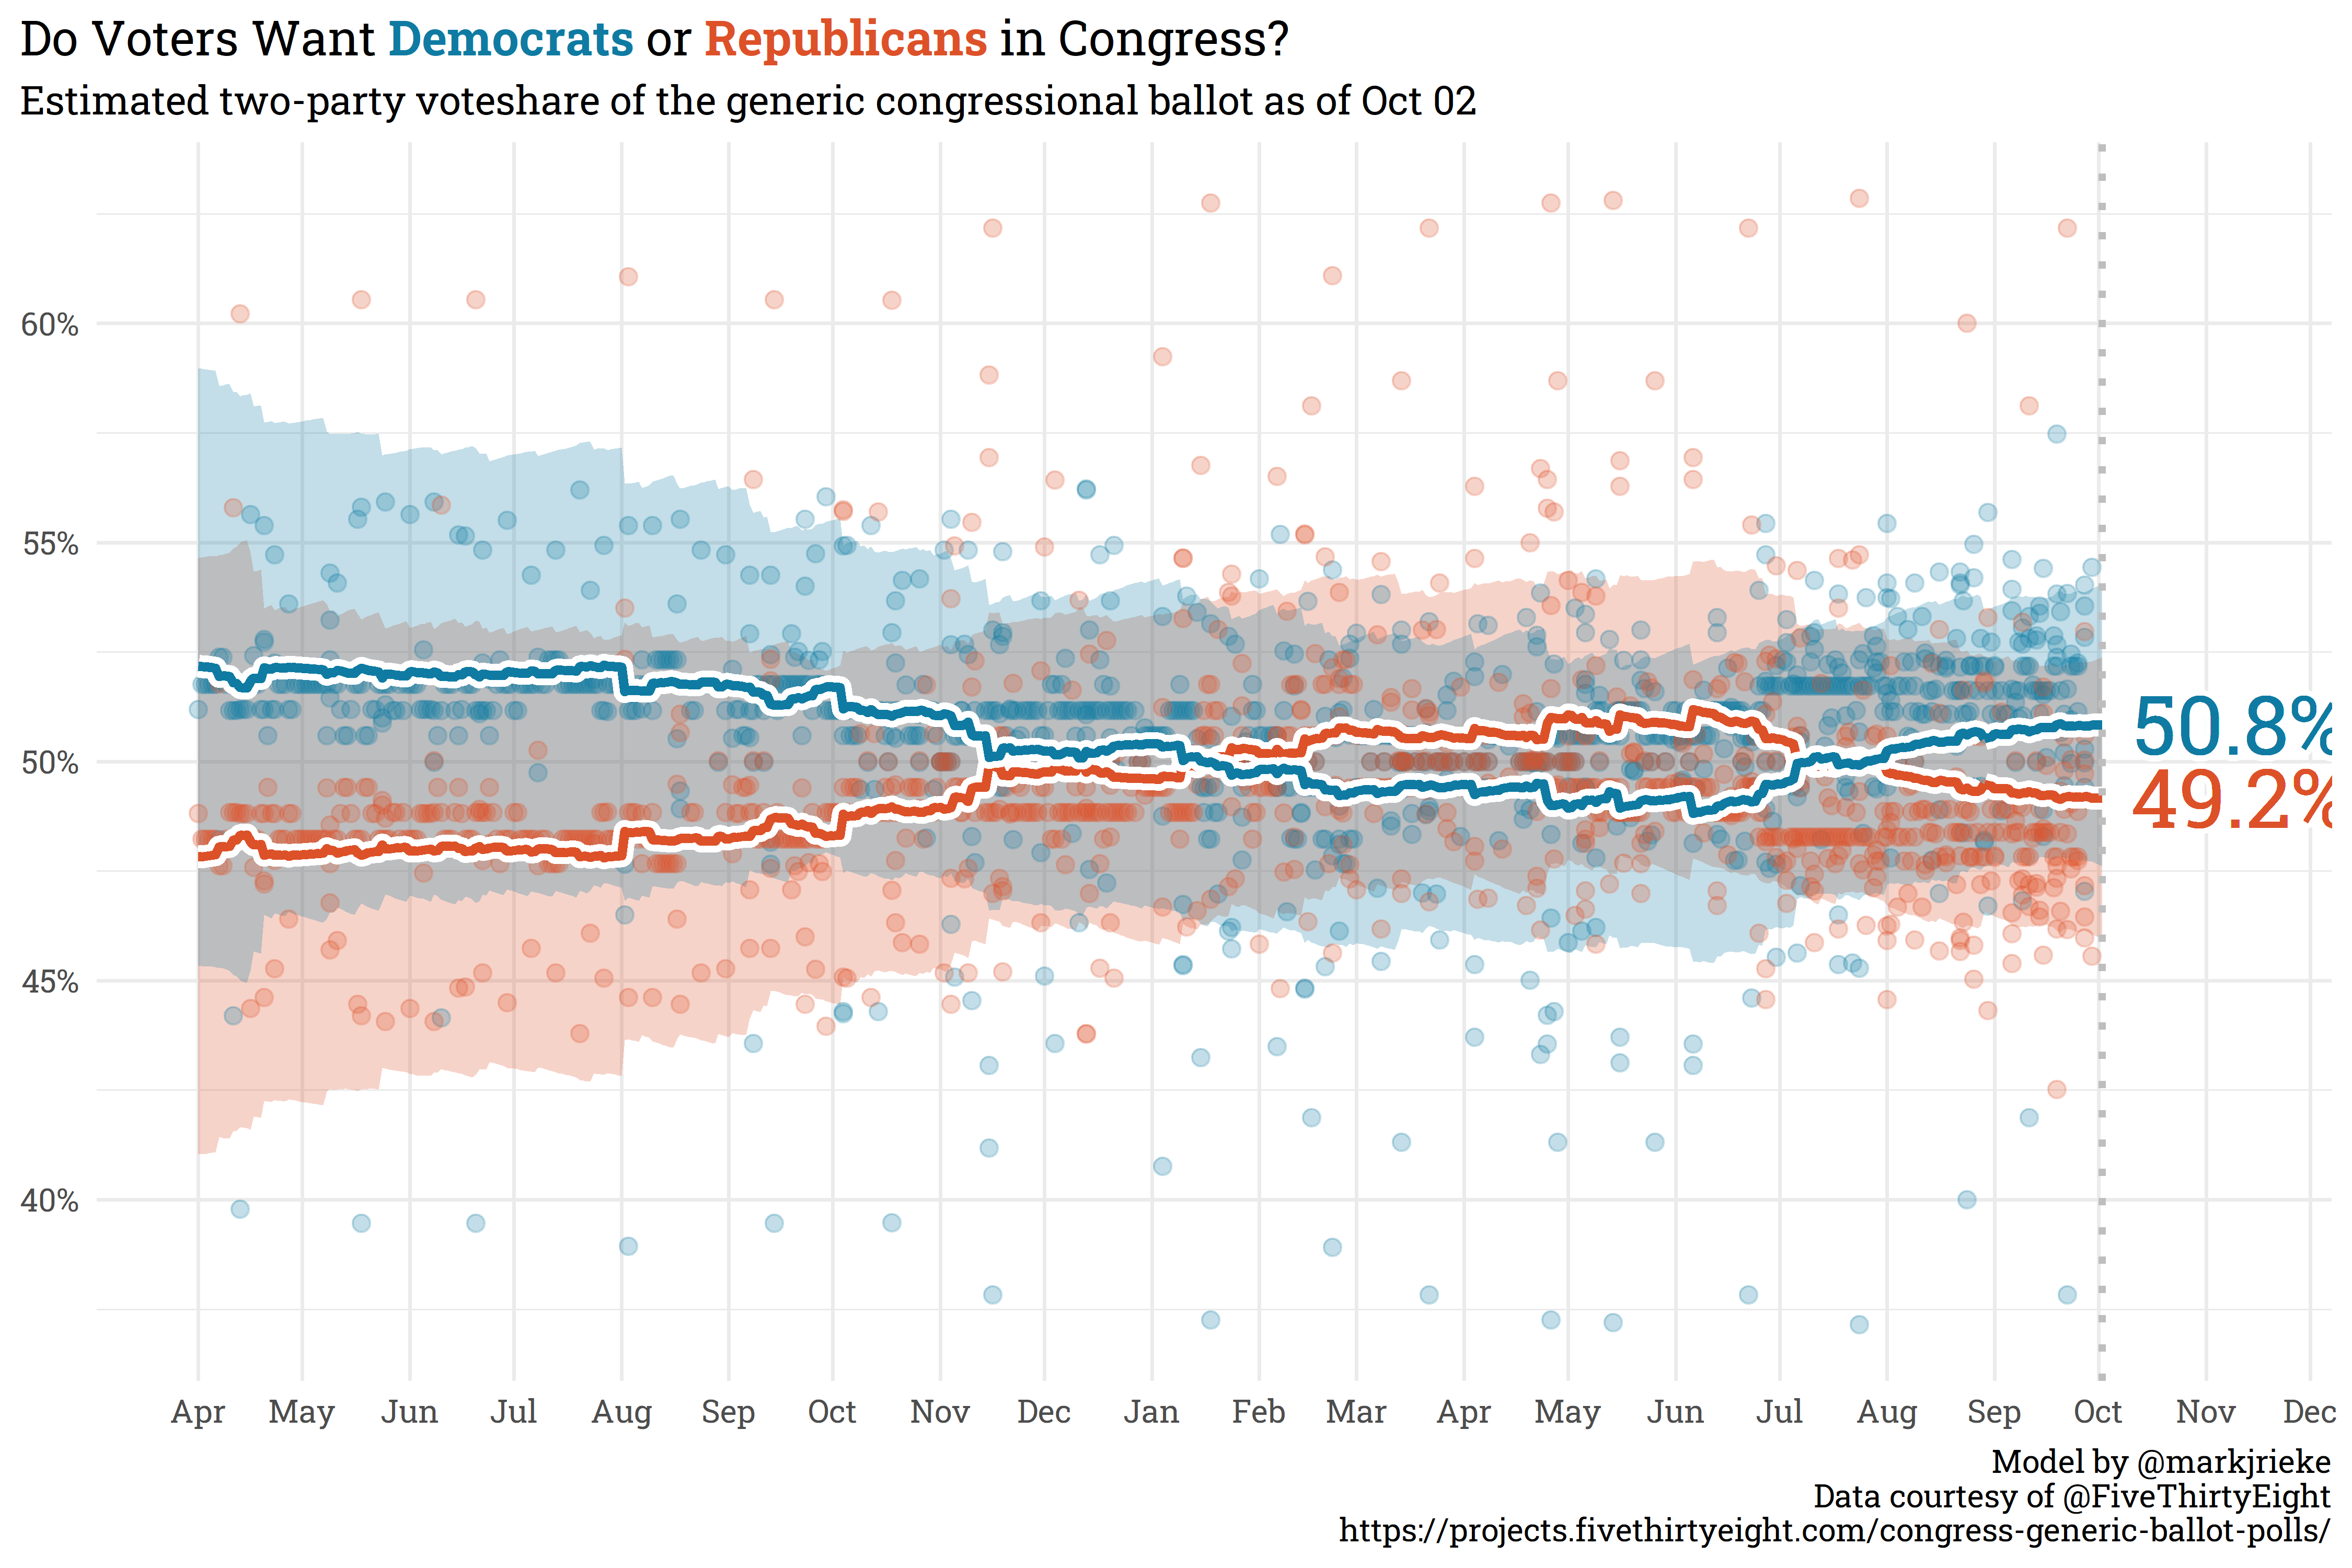 Do Voters Want Democrats or Republicans in Congress?
Estimated two-party voteshare of the generic congressional ballot as of Oct 02
60%
55%
50%
45%
40%
50.8%
49.2%
Apr May Jun Jul Aug Sep Oct Nov Dec Jan Feb Mar Apr May Jun Jul Aug Sep Oct Nov Dec
Model by @markjrieke
Data courtesy of @FiveThirtyEight
https://projects.fivethirtyeight.com/congress-generic-ballot-polls/